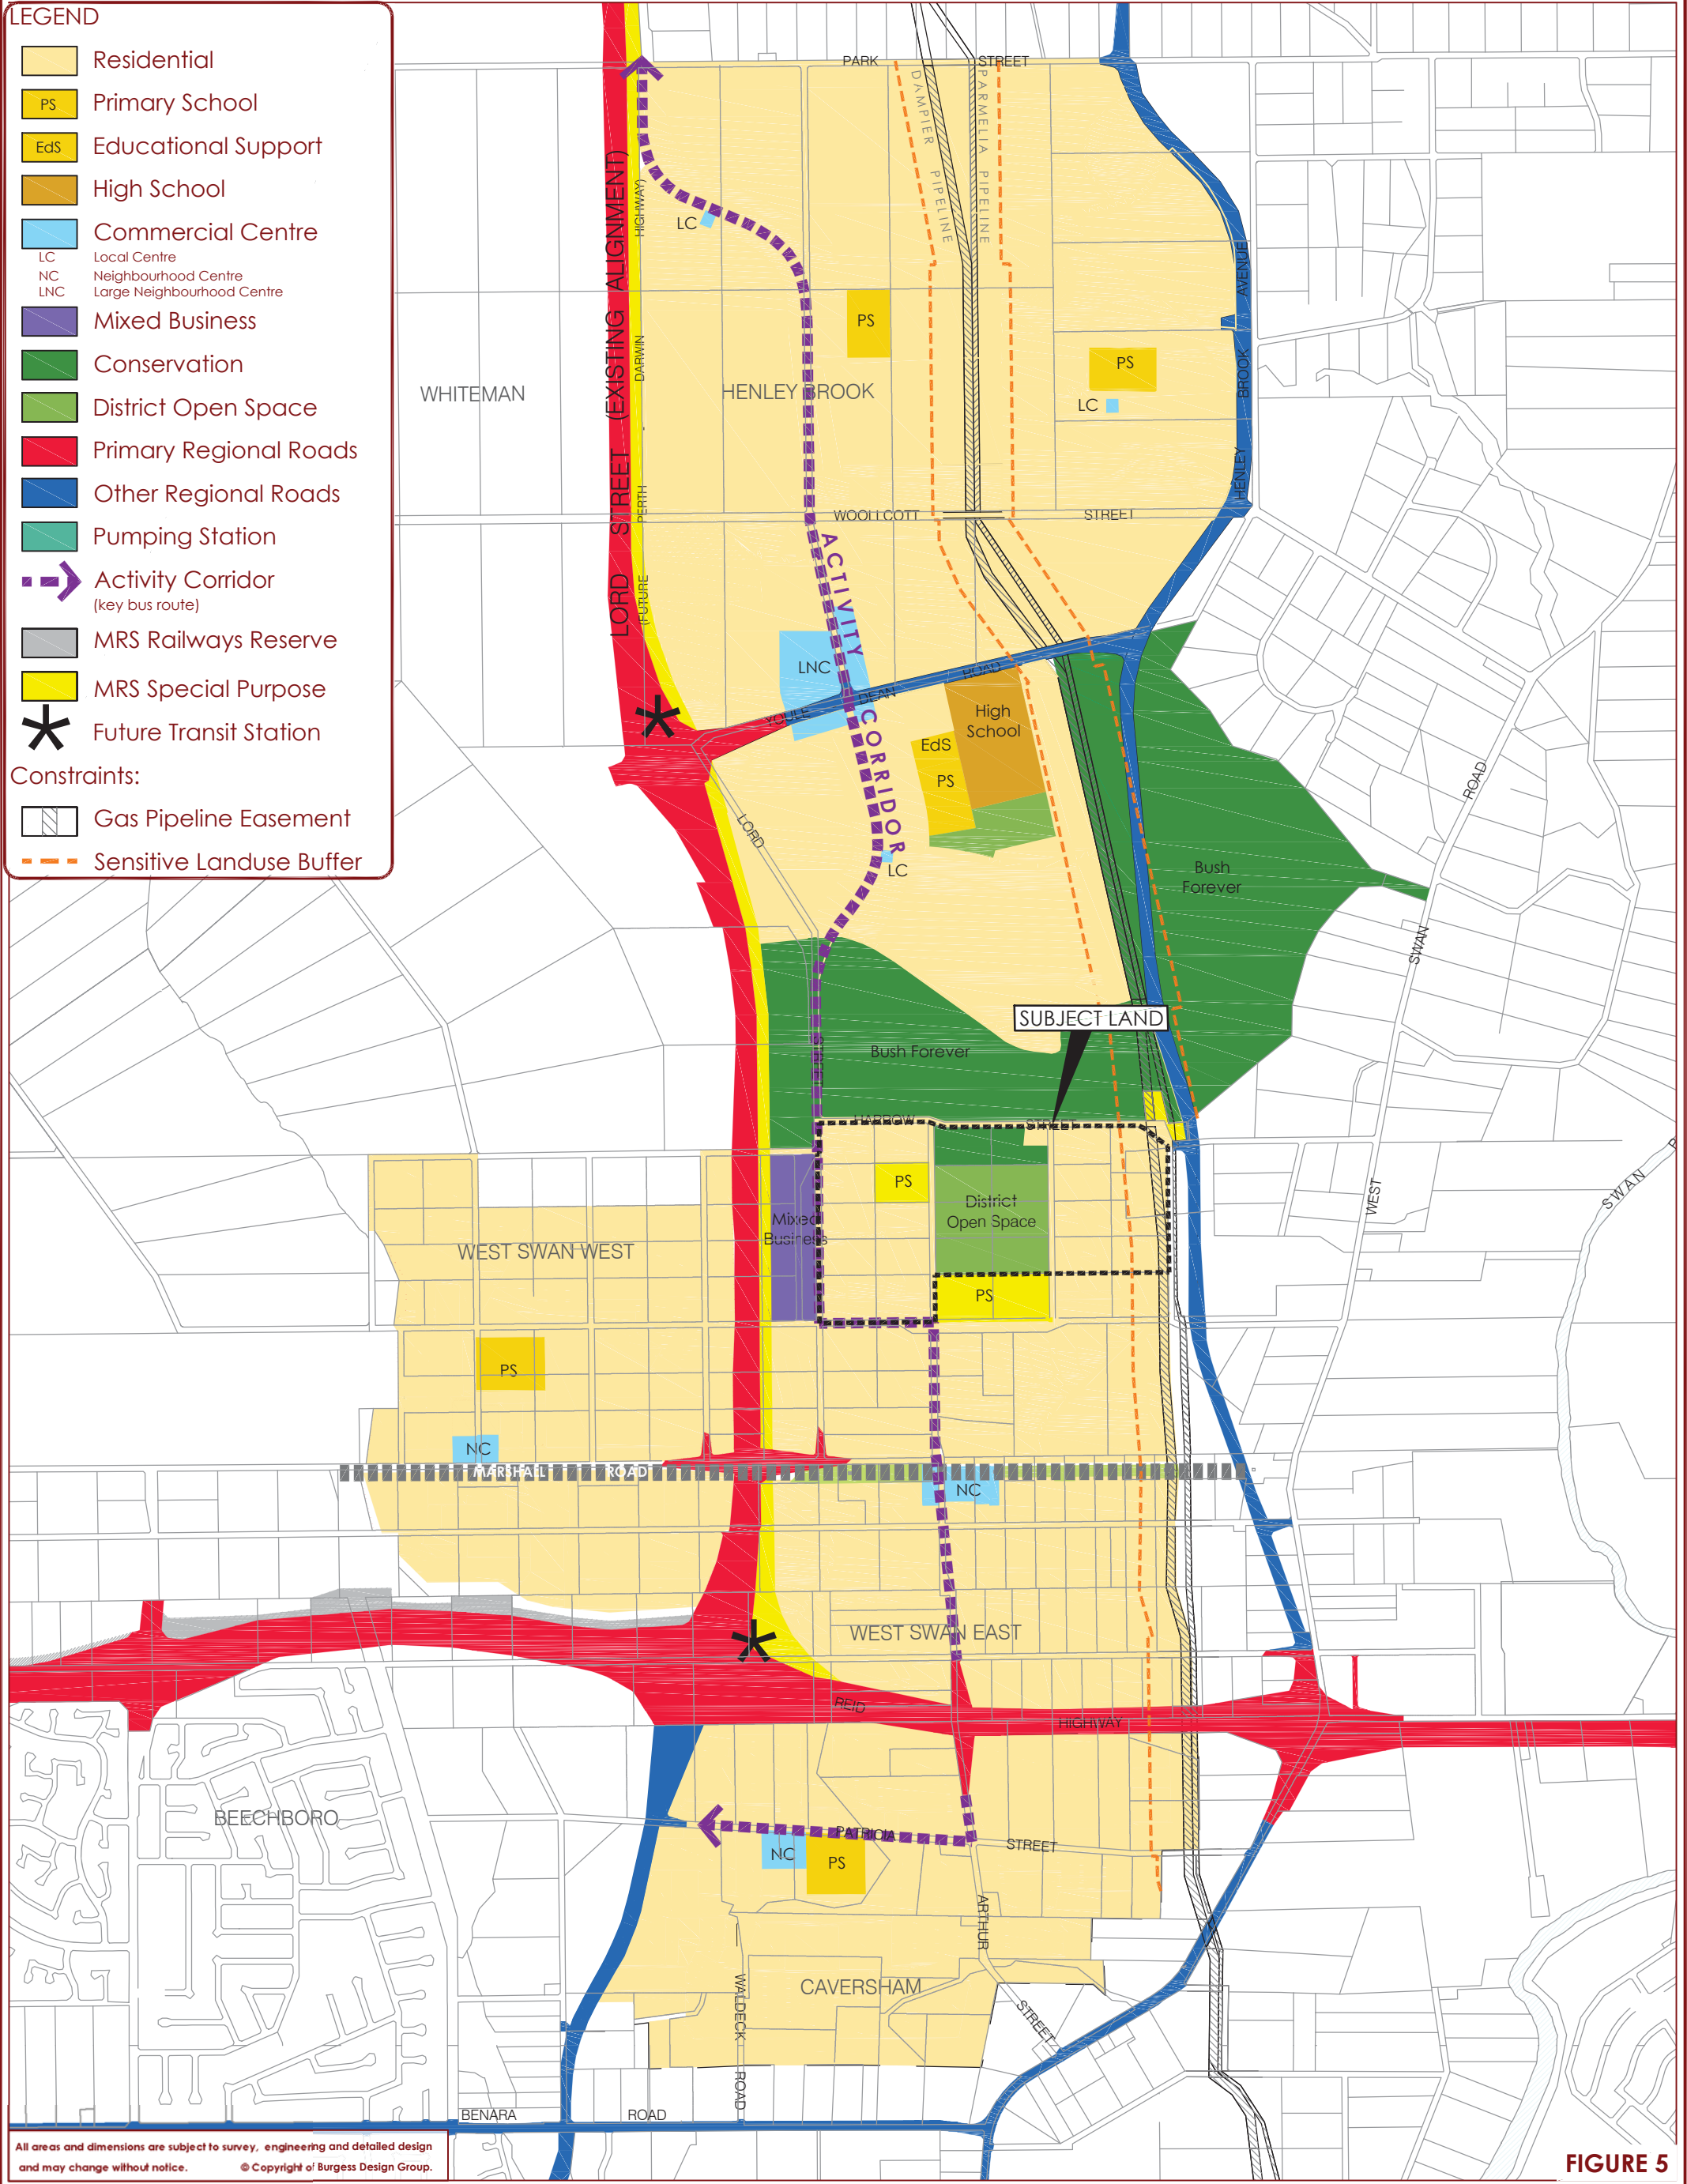 LEGEND
Residential
PS Primary School
EdS Educational Support
High School
Commercial Centre
LC Local Centre
NC Neighbourhood Centre
LNC Large Neighbourhood Centre
Mixed Business
Conservation
District Open Space
Primary Regional Roads
Other Regional Roads
Pumping Station
Activity Corridor
(key bus route)
MRS Railways Reserve
MRS Special Purpose
Future Transit Station
Constraints:
Gas Pipeline Easement
Sensitive Landuse Buffer
PARK STREET
DAMPIER PIPELINE
PARMELIA PIPELINE
LORD STREET (EXISTING ALIGNMENT)
(FUTURE PERTH DARWIN HIGHWAY)
LC
PS
PS
LC
WHITEMAN
HENLEY BROOK
HENLEY BROOK AVENUE
WOOLLCOTT STREET
ACTIVITY CORRIDOR
LNC
YOULE DEAN ROAD
High
School
EdS
PS
LORD
LC
Bush
Forever
ROAD
SWAN
SUBJECT LAND
Bush Forever
HARROW STREET
PS
District
Open Space
Mixed
Business
WEST SWAN WEST
WEST
SWAN
PS
PS
NC
MARSHALL ROAD
NC
WEST SWAN EAST
REID HIGHWAY
BEECHBORO
PATRICIA STREET
NC
PS
ARTHUR
STREET
CAVERSHAM
WALDECK
ROAD
BENARA ROAD
All areas and dimensions are subject to survey, engineering and detailed design
and may change without notice. © Copyright of Burgess Design Group.
FIGURE 5